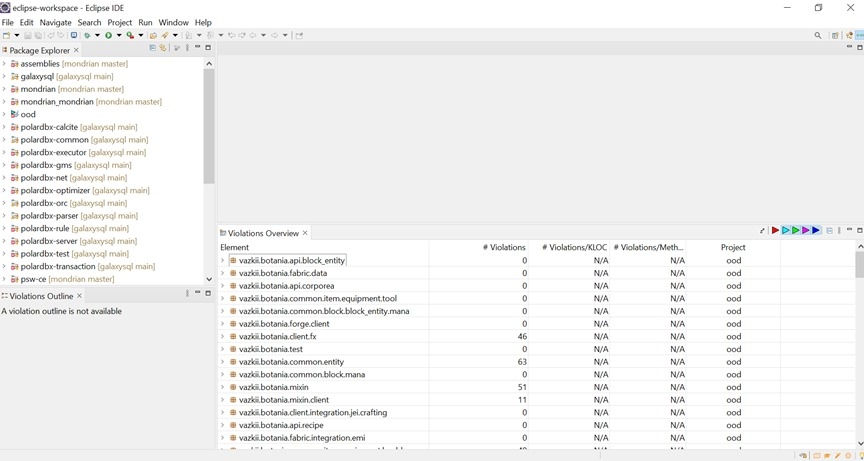 eclipse-workspace - Eclipse IDE
File Edit Navigate Search Project Run Window Help
Package Explorer
assemblies [mondrian master]
galaxysql [galaxysql main]
mondrian [mondrian master]
mondrian_mondrian [mondrian master]
ood
polardbx-calcite [galaxysql main]
polardbx-common [galaxysql main]
polardbx-executor [galaxysql main]
polardbx-gms [galaxysql main]
polardbx-net [galaxysql main]
polardbx-optimizer [galaxysql main]
polardbx-orc [galaxysql main]
polardbx-parser [galaxysql main]
polardbx-rule [galaxysql main]
polardbx-server [galaxysql main]
polardbx-test [galaxysql main]
polardbx-transaction [galaxysql main]
psw-ce [mondrian master]
Violations Outline
A violation outline is not available
Violations Overview
Element # Violations # Violations/KLOC # Violations/Meth... Project
vazkii.botania.api.block_entity 0 N/A N/A ood
vazkii.botania.fabric.data 0 N/A N/A ood
vazkii.botania.api.corporea 0 N/A N/A ood
vazkii.botania.common.item.equipment.tool 0 N/A N/A ood
vazkii.botania.common.block.block_entity.mana 0 N/A N/A ood
vazkii.botania.forge.client 0 N/A N/A ood
vazkii.botania.client.fx 46 N/A N/A ood
vazkii.botania.test 0 N/A N/A ood
vazkii.botania.common.entity 63 N/A N/A ood
vazkii.botania.common.block.mana 0 N/A N/A ood
vazkii.botania.mixin 51 N/A N/A ood
vazkii.botania.mixin.client 11 N/A N/A ood
vazkii.botania.client.integration.jei.crafting 0 N/A N/A ood
vazkii.botania.api.recipe 0 N/A N/A ood
vazkii.botania.fabric.integration.emi 0 N/A N/A ood